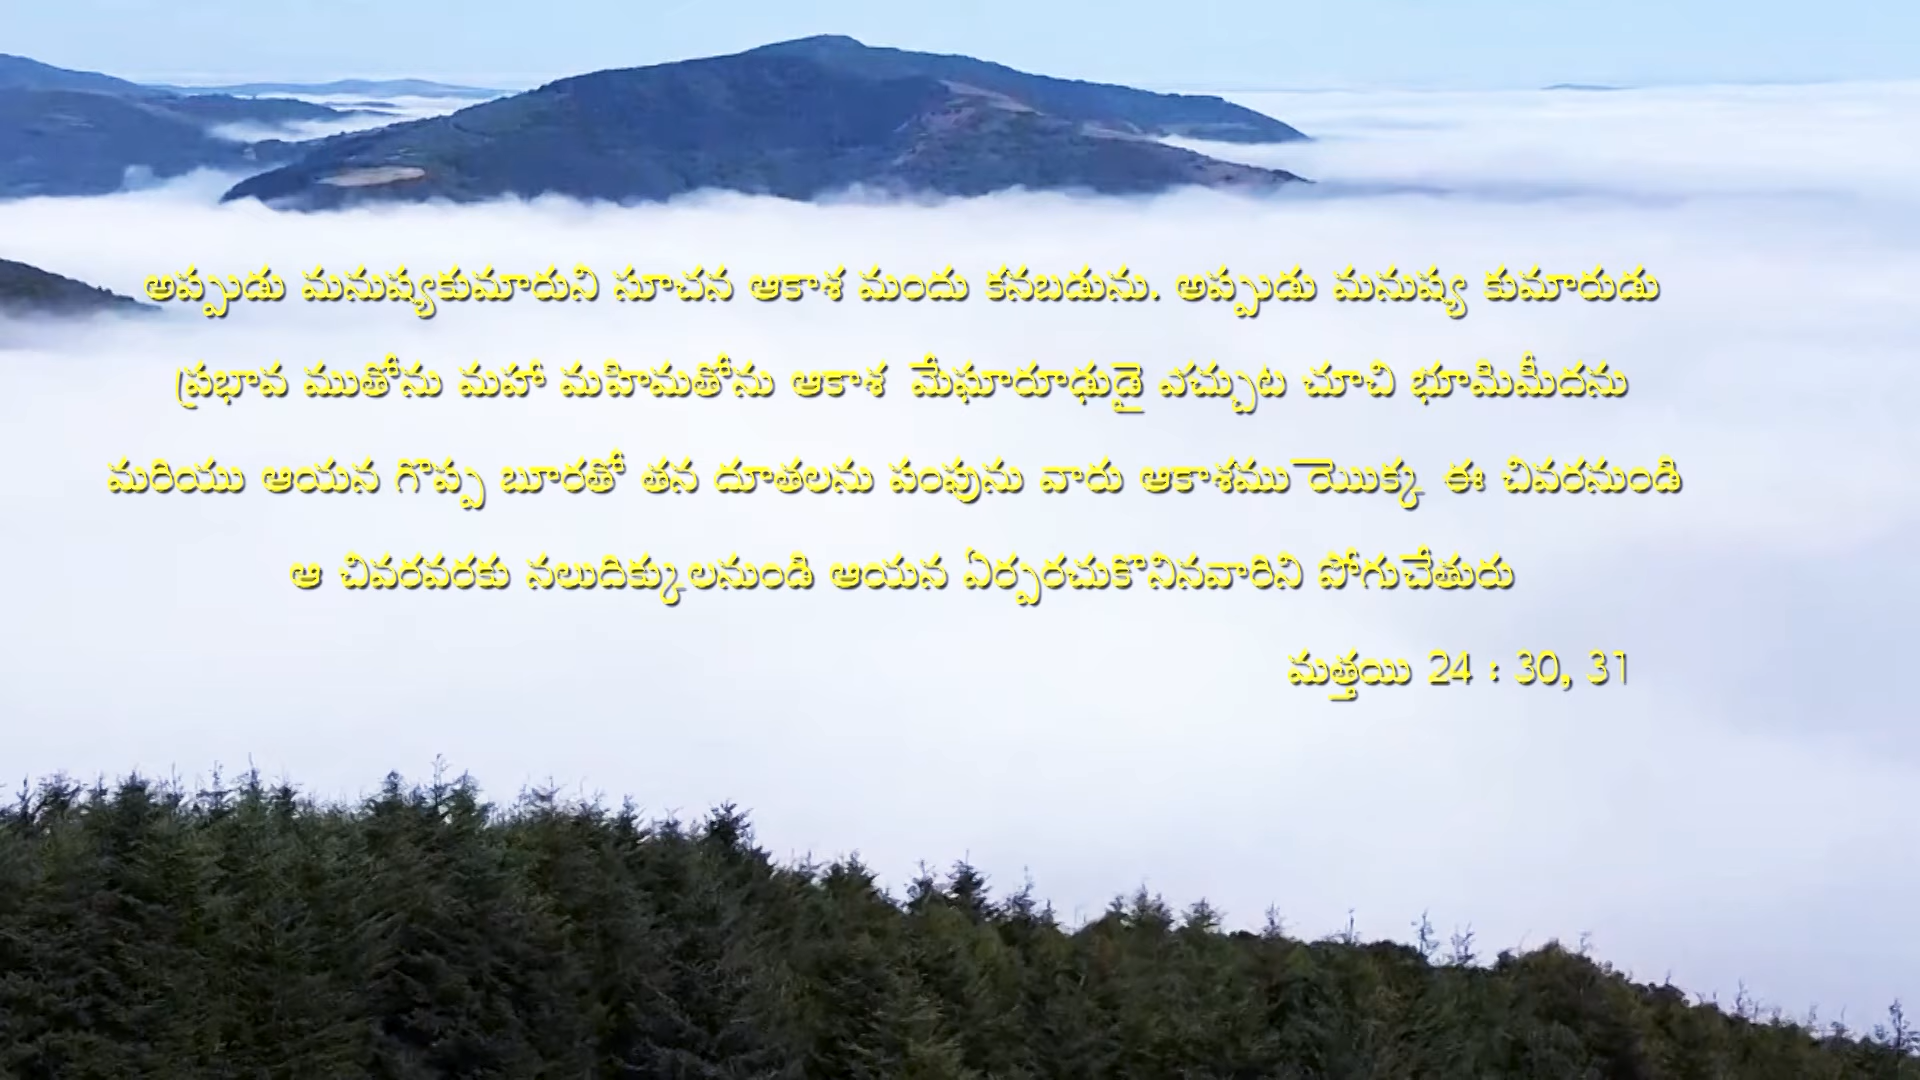 అప్పుడు మనుష్యకుమారుని సూచన ఆకాశ మందు కనబడును. అప్పుడు మనుష్య కుమారుడు
ప్రభావ ముతోను మహా మహిమతోను ఆకాశ మేఘారూఢుడై వచ్చుట చూచి భూమిమీదను
మరియు ఆయన గొప్ప బూరతో తన దూతలను పంపును వారు ఆకాశము యొక్క ఈ చివరనుండి
ఆ చివరవరకు నలుదిక్కులనుండి ఆయన ఏర్పరచుకొనినవారిని పోగుచేతురు
మత్తయి 24 : 30, 31